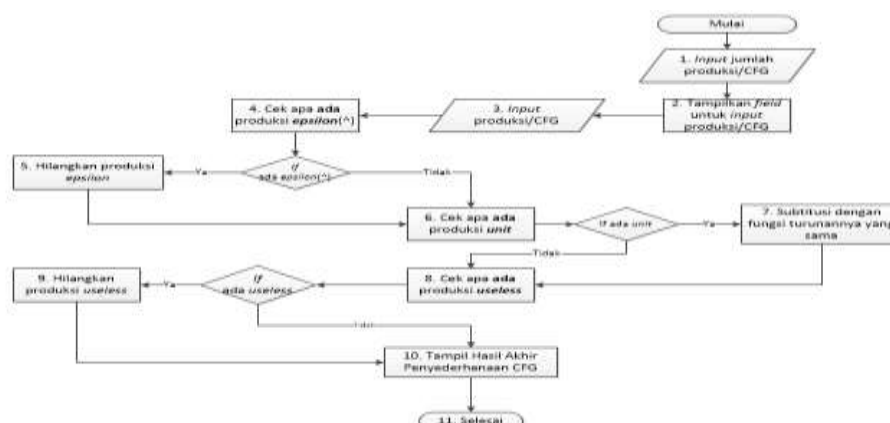 Mulai
1. Input jumlah
produksi/CFG
2. Tampilkan field
untuk input
produksi/CFG
3. Input
produksi/CFG
4. Cek apa ada
produksi epsilon(^)
If
ada epsilon(^)
Ya
Tidak
5. Hilangkan produksi
epsilon
6. Cek apa ada
produksi unit
If ada unit
Ya
Tidak
7. Subtitusi dengan
fungsi turunannya yang
sama
8. Cek apa ada
produksi useless
If
ada useless
Ya
9. Hilangkan
produksi useless
10. Tampil Hasil Akhir
Penyederhanaan CFG
11. Selesai